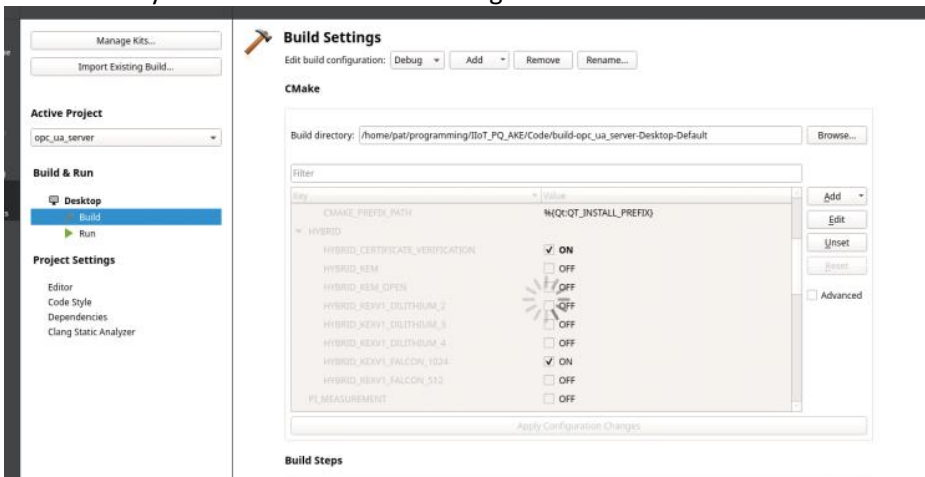 Manage Kits...
Import Existing Build...
Active Project
opc_ua_server
Build & Run
Desktop
Build
Run
Project Settings
Editor
Code Style
Dependencies
Clang Static Analyzer
Build Settings
Edit build configuration: Debug Add Remove Rename...
CMake
Build directory: /home/pat/programming/IIoT_PQ_AKE/Code/build-opc_ua_server-Desktop-Default Browse...
Filter
Key Value
CMAKE_PREFIX_PATH %{Qt:QT_INSTALL_PREFIX}
HYBRID
HYBRID_CERTIFICATE_VERIFICATION ON
HYBRID_KEM OFF
HYBRID_KEM_OPEN OFF
HYBRID_KEXV1_DILITHIUM_2 OFF
HYBRID_KEXV1_DILITHIUM_3 OFF
HYBRID_KEXV1_DILITHIUM_4 OFF
HYBRID_KEXV1_FALCON_1024 ON
HYBRID_KEXV1_FALCON_512 OFF
PI_MEASUREMENT OFF
Add
Edit
Unset
Reset
Advanced
Apply Configuration Changes
Build Steps